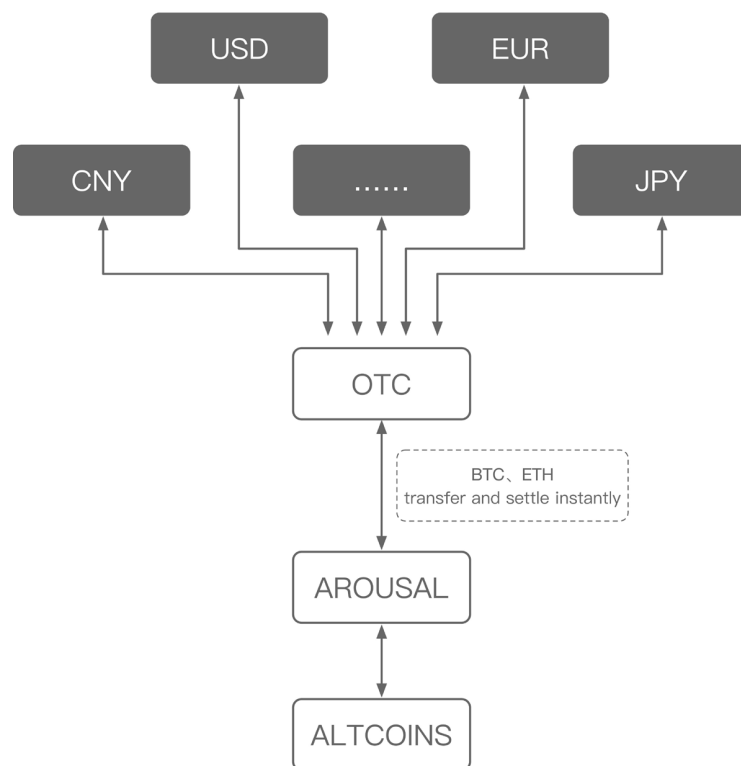 USD
EUR
CNY
......
JPY
OTC
BTC、ETH
transfer and settle instantly
AROUSAL
ALTCOINS